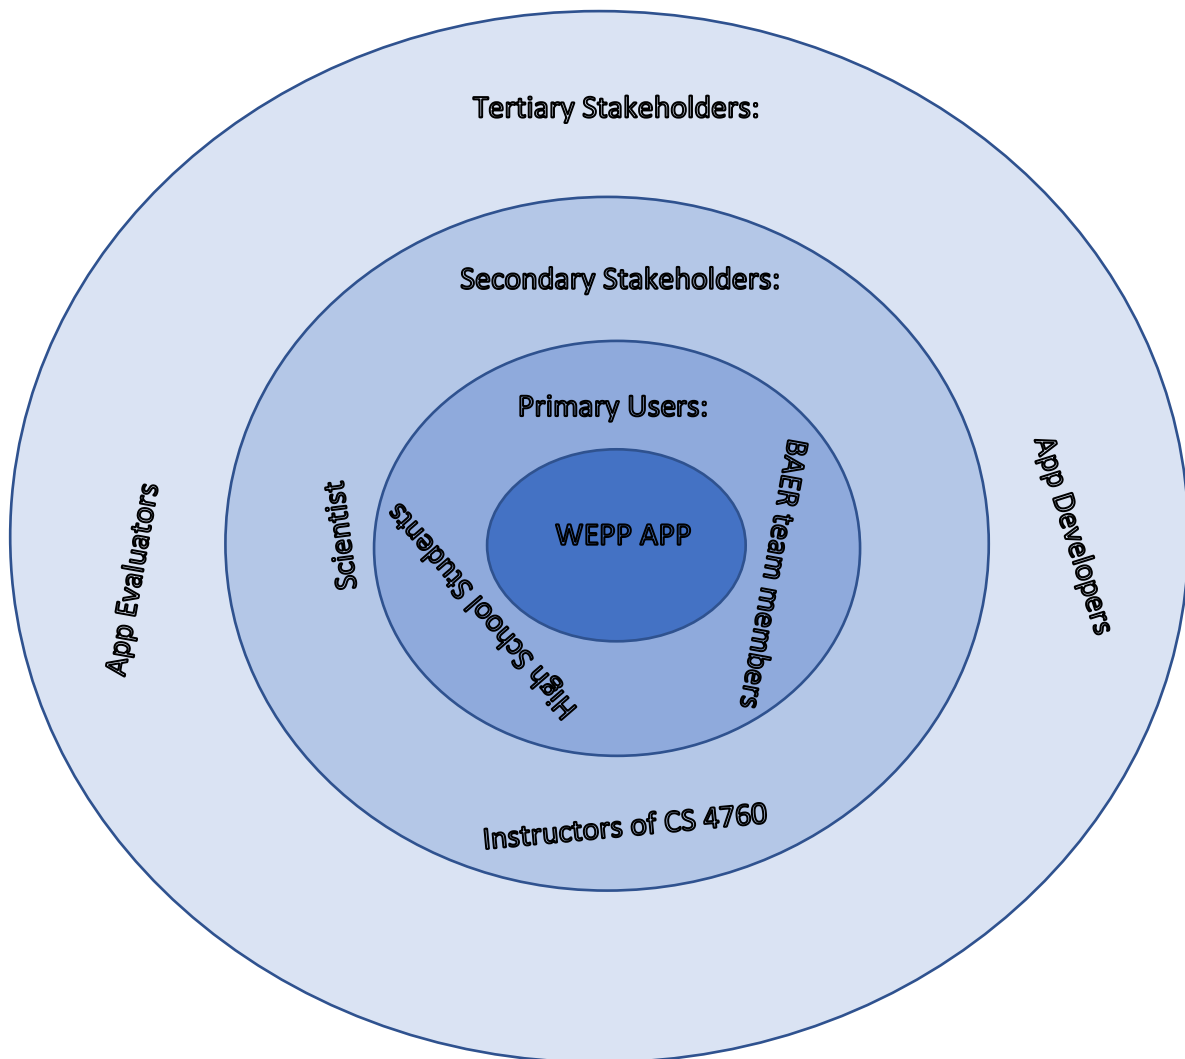 Tertiary Stakeholders:
Secondary Stakeholders:
Primary Users:
WEPP APP
High School Students
BAER team members
Scientist
Instructors of CS 4760
App Evaluators
App Developers